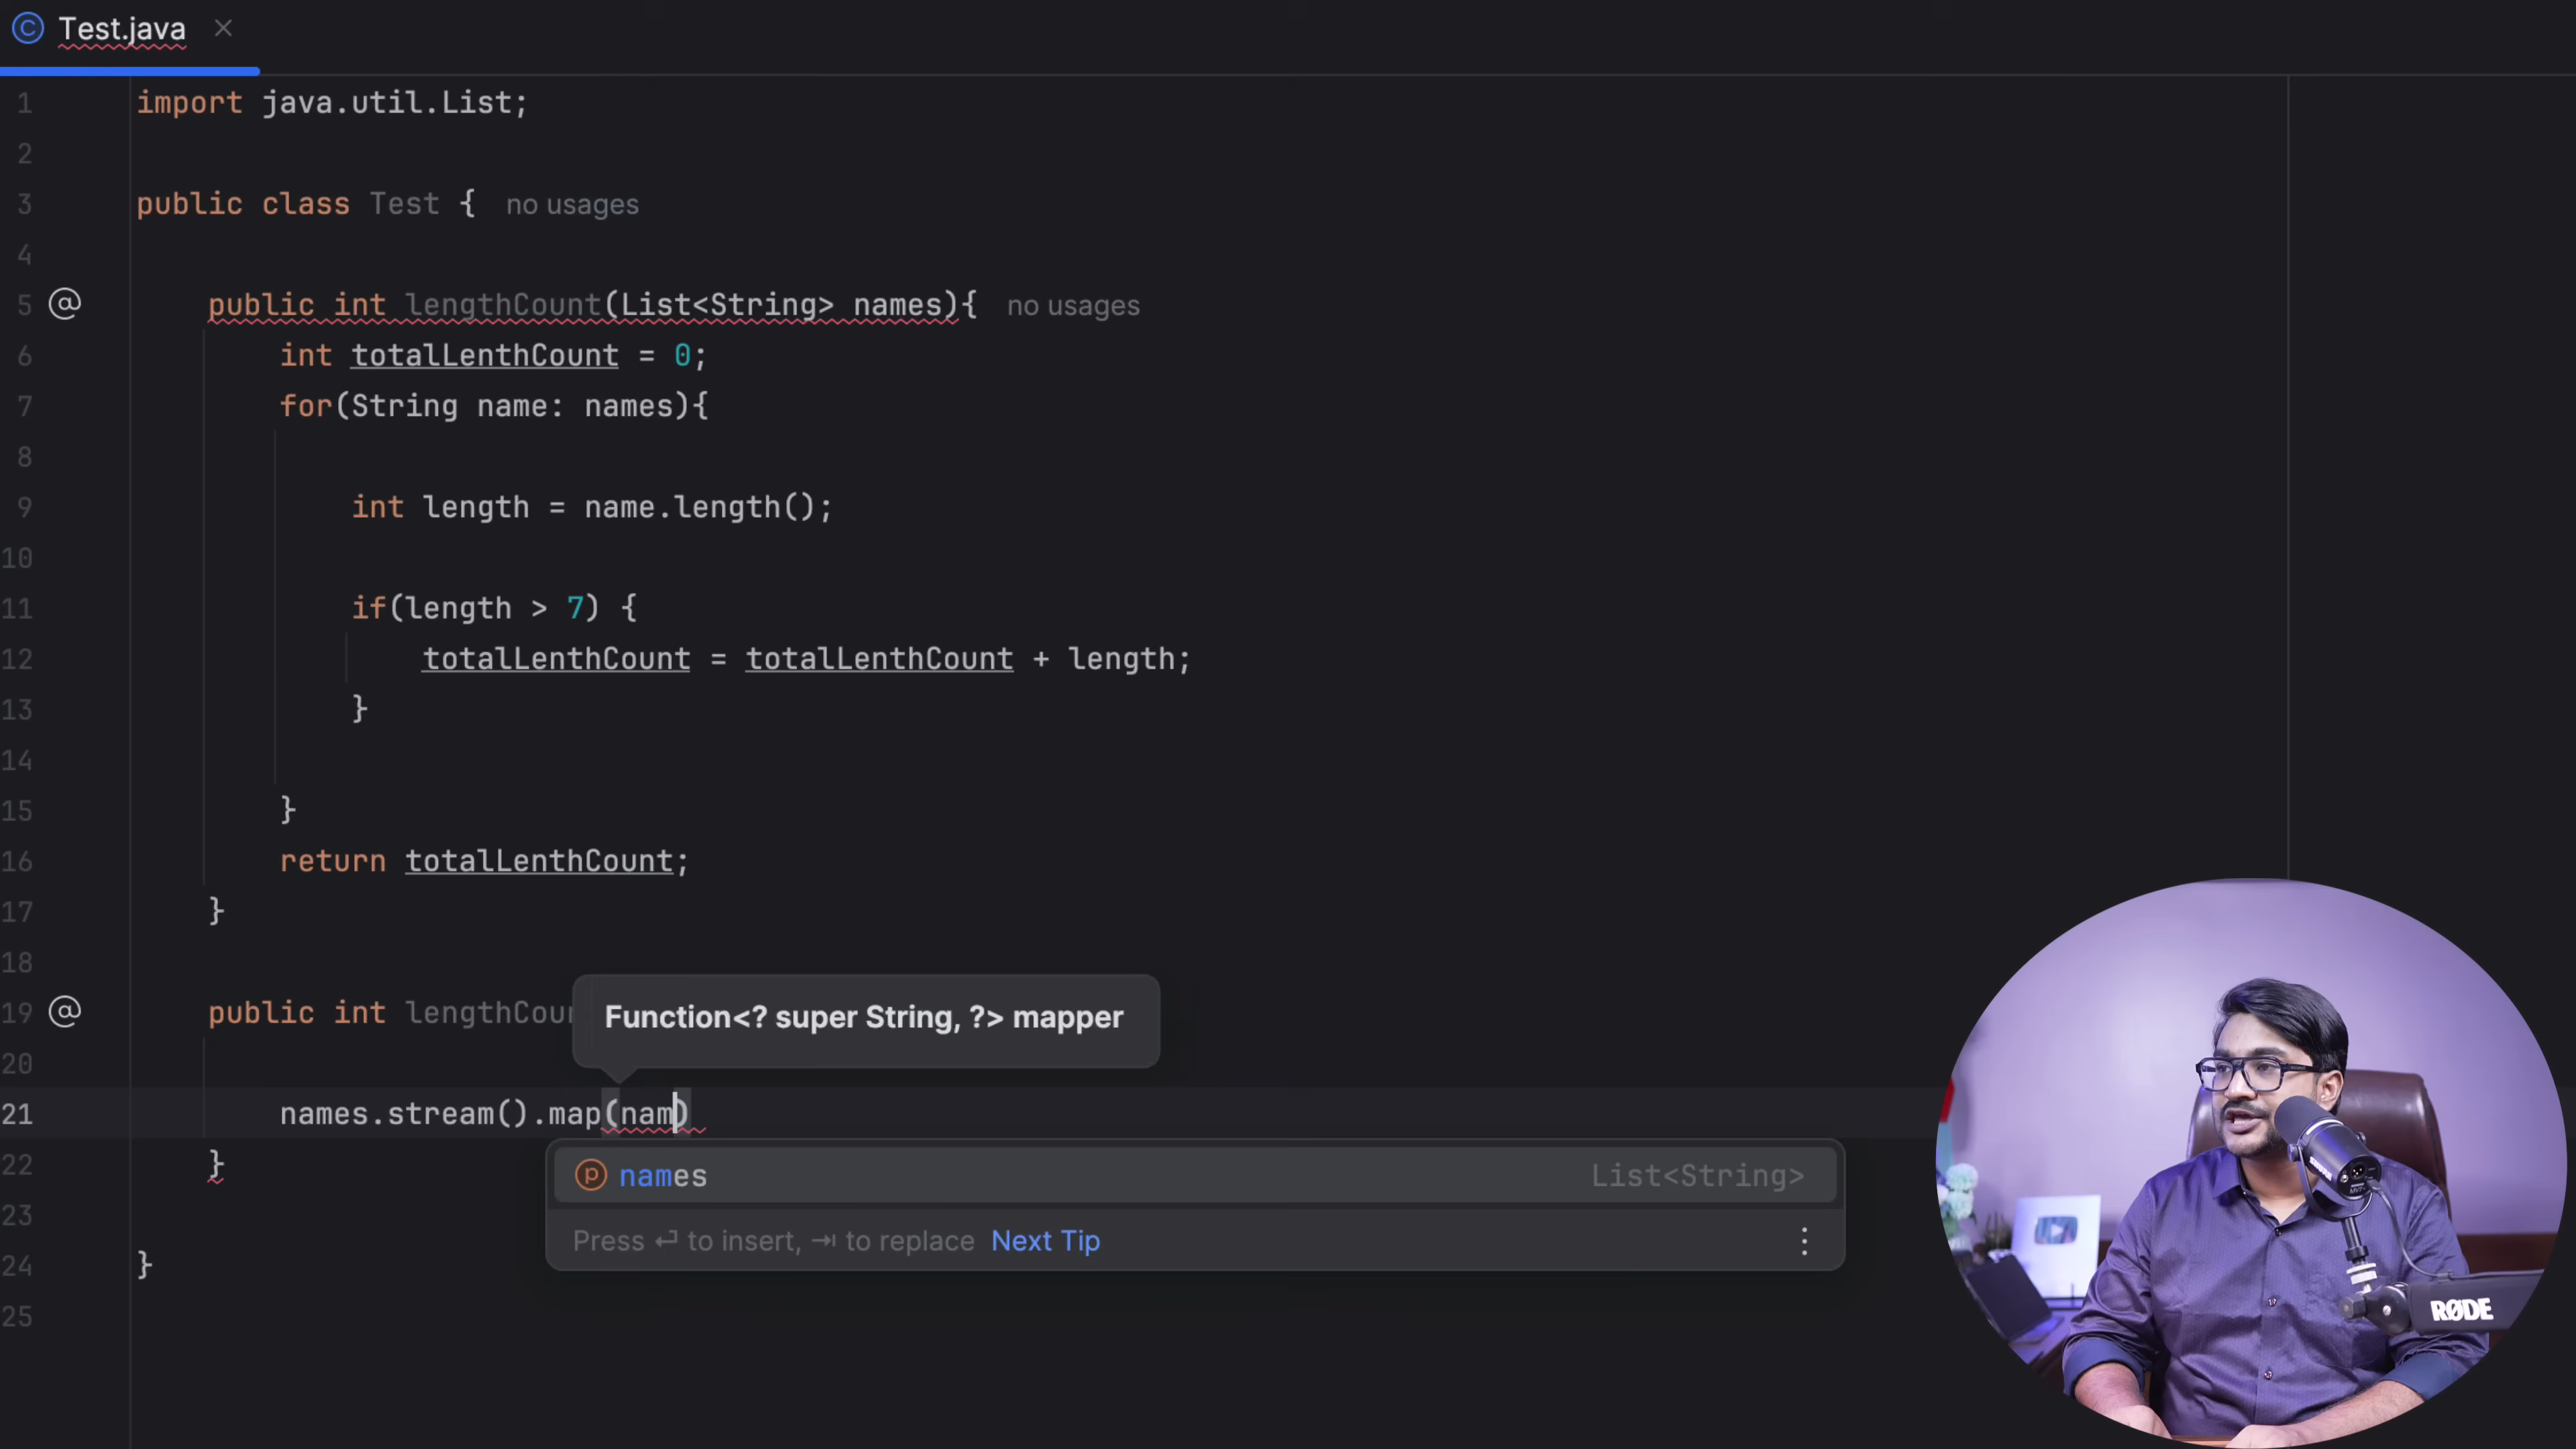 Test.java
1 import java.util.List;
2
3 public class Test { no usages
4
5 @ public int lengthCount(List<String> names){ no usages
6 int totalLenthCount = 0;
7 for(String name: names){
8
9 int length = name.length();
10
11 if(length > 7) {
12 totalLenthCount = totalLenthCount + length;
13 }
14
15 }
16 return totalLenthCount;
17 }
18
Function<? super String, ?> mapper
19 @ public int lengthCou
20
21 names.stream().map(nam)
22 }
names List<String>
23
Press ⏎ to insert, ⇥ to replace Next Tip
24 }
25
RØDE